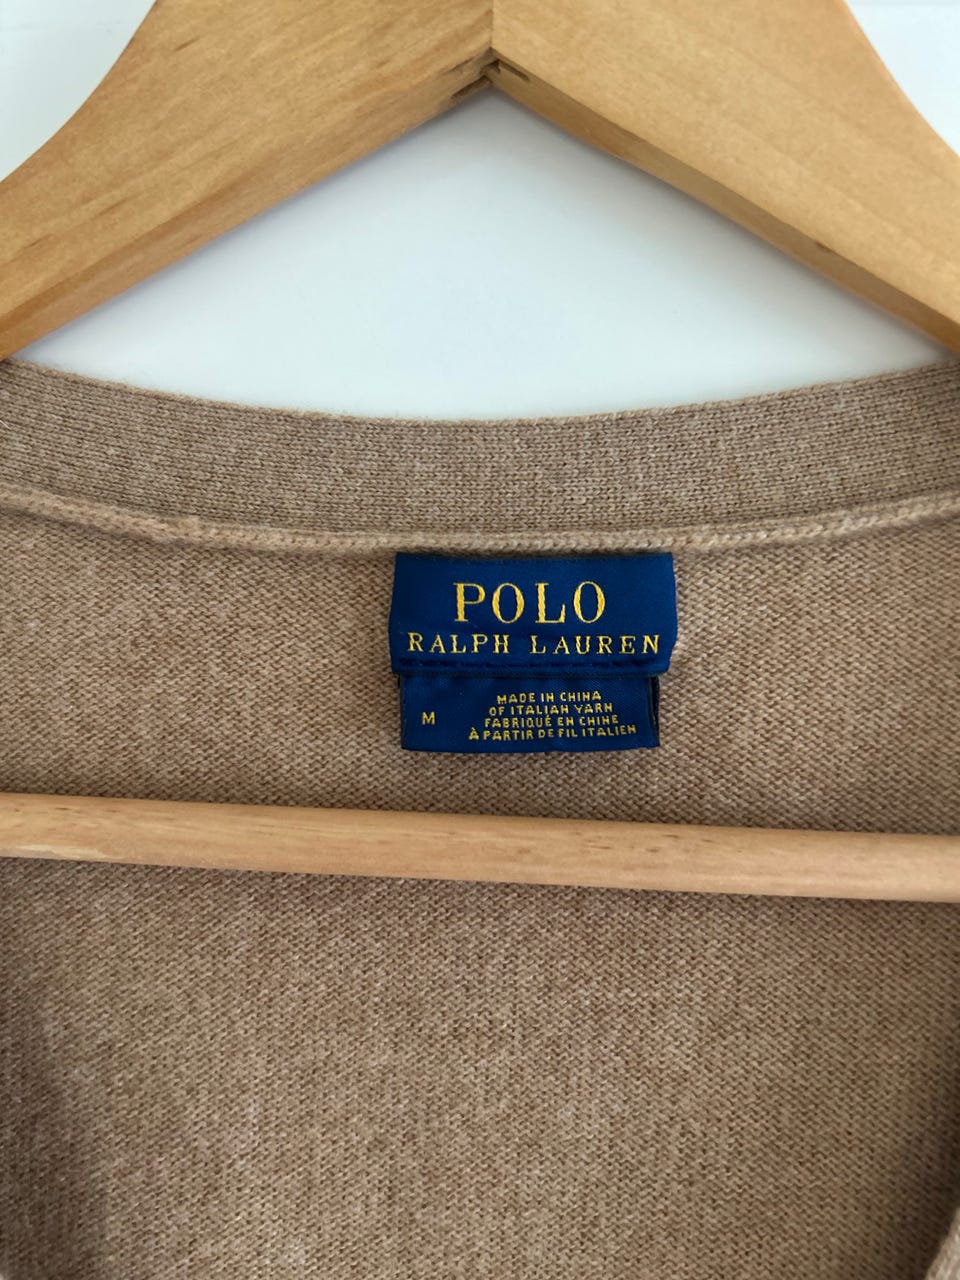 POLO
RALPH LAUREN
M
MADE IN CHINA
OF ITALIAN YARN
FABRIQUÉ EN CHINE
À PARTIR DE FIL ITALIEN